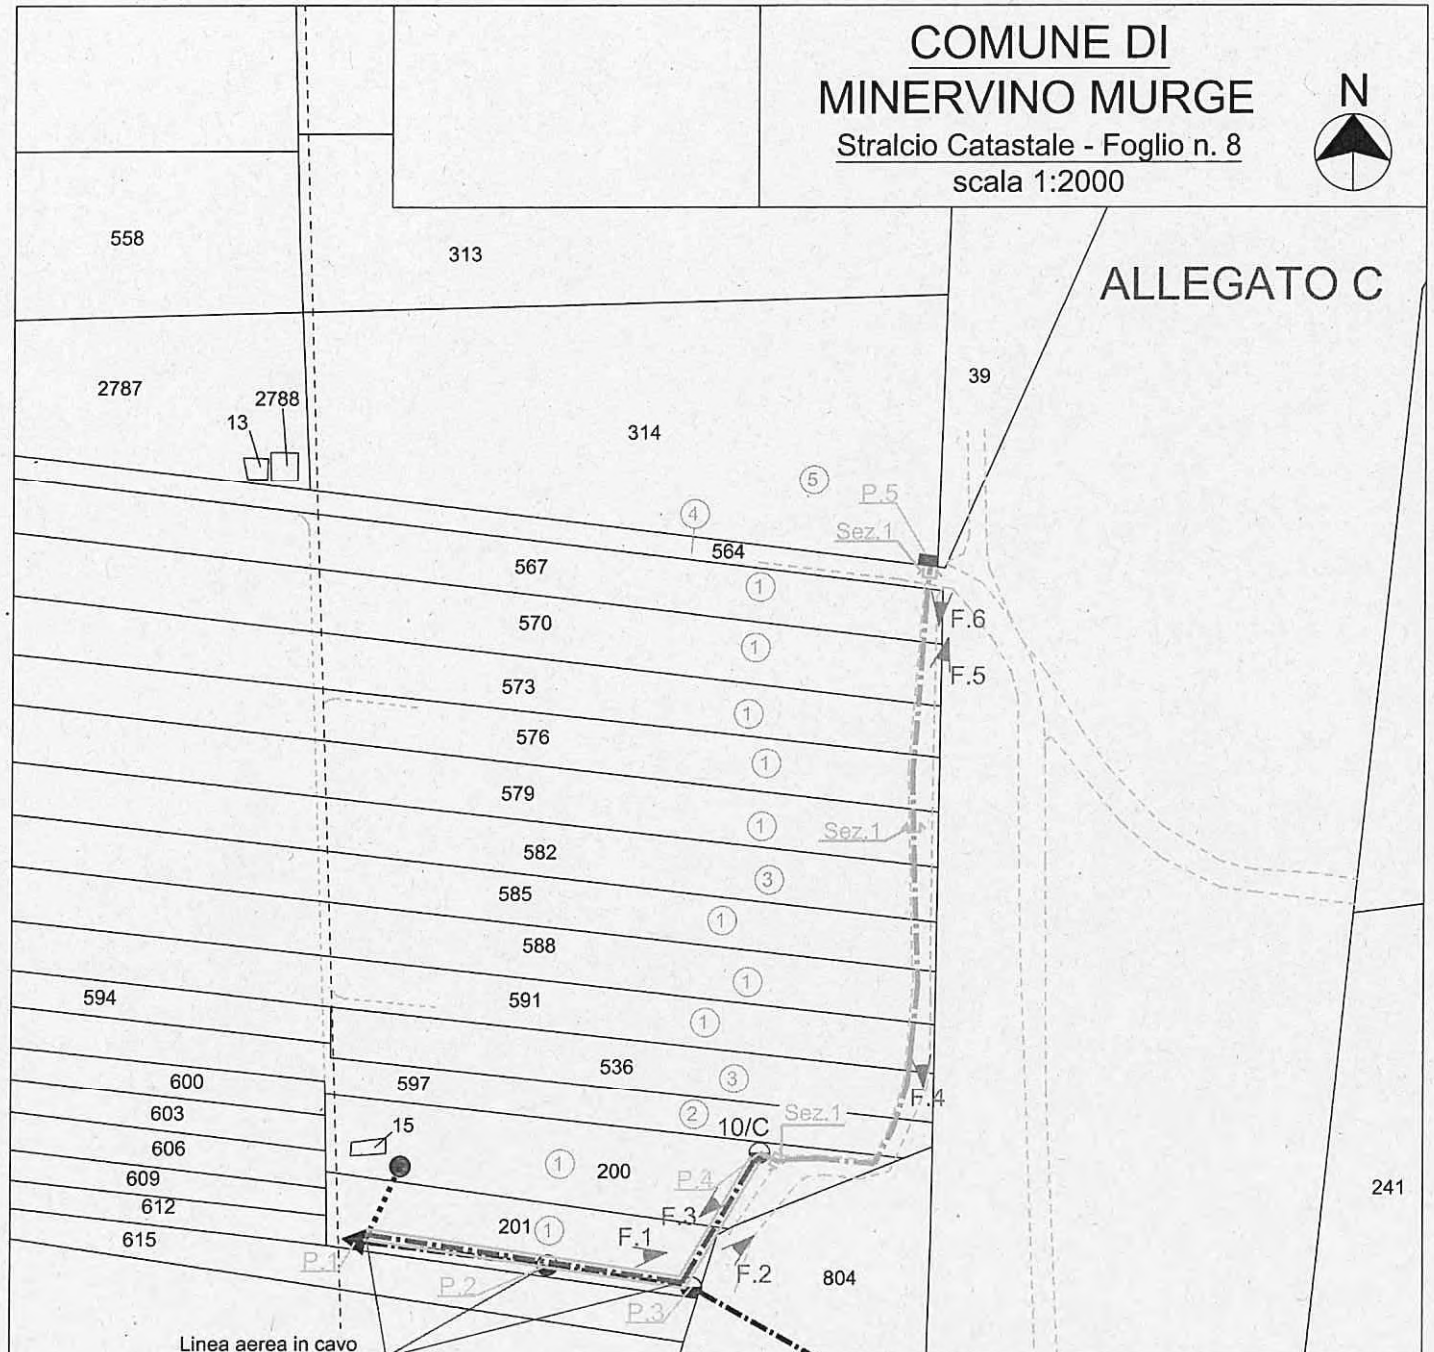 COMUNE DI
MINERVINO MURGE
Stralcio Catastale - Foglio n. 8
scala 1:2000
N
558
313
ALLEGATO C
2787
2788
13
314
39
5
P.5
4
Sez.1
564
567
1
570
F.6
1
F.5
573
1
576
1
579
1
Sez.1
582
3
585
1
588
1
594
591
1
536
3
600
597
F.4
603
2
Sez.1
15
10/C
606
1
200
609
P.4
241
612
F.3
201
1
F.1
615
P.1
P.2
F.2
804
P.3
Linea aerea in cavo